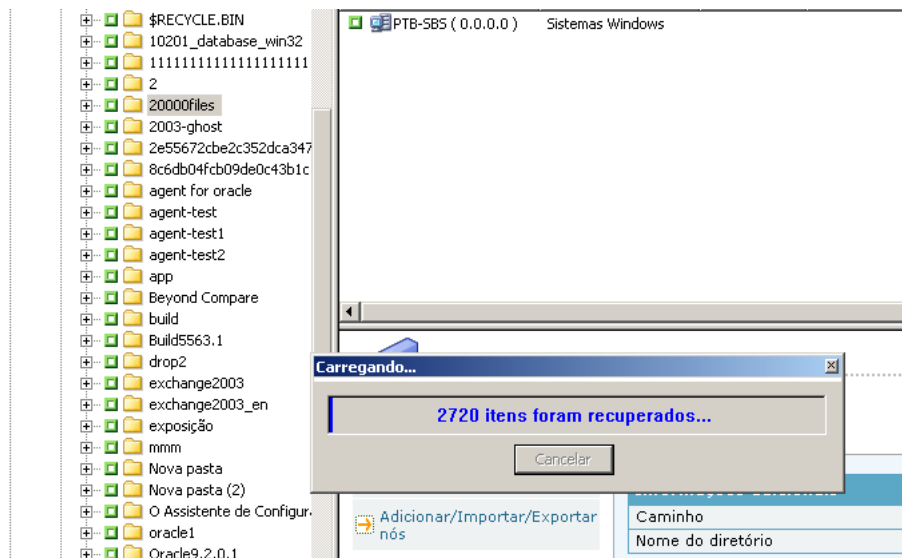 $RECYCLE.BIN
10201_database_win32
2
20000files
2003-ghost
2e55672cbe2c352dca347
8c6db04fcb09de0c43b1c
agent for oracle
agent-test
agent-test1
agent-test2
app
Beyond Compare
build
Build5563.1
drop2
exchange2003
exchange2003_en
exposição
mmm
Nova pasta
Nova pasta (2)
O Assistente de Configur
oracle1
Oracle9.2.0.1
PTB-SBS ( 0.0.0.0 ) Sistemas Windows
Carregando...
2720 itens foram recuperados...
Cancelar
Adicionar/Importar/Exportar
nós
Caminho
Nome do diretório